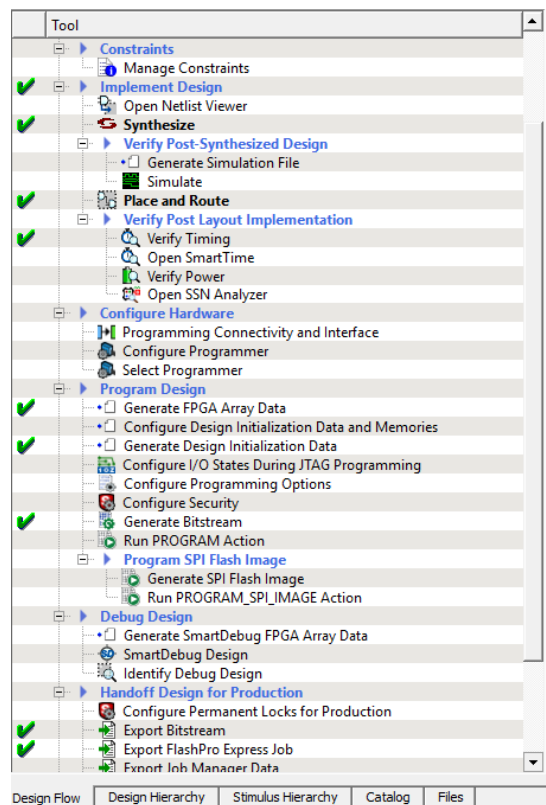 Tool
Constraints
Manage Constraints
Implement Design
Open Netlist Viewer
Synthesize
Verify Post-Synthesized Design
Generate Simulation File
Simulate
Place and Route
Verify Post Layout Implementation
Verify Timing
Open SmartTime
Verify Power
Open SSN Analyzer
Configure Hardware
Programming Connectivity and Interface
Configure Programmer
Select Programmer
Program Design
Generate FPGA Array Data
Configure Design Initialization Data and Memories
Generate Design Initialization Data
Configure I/O States During JTAG Programming
Configure Programming Options
Configure Security
Generate Bitstream
Run PROGRAM Action
Program SPI Flash Image
Generate SPI Flash Image
Run PROGRAM_SPI_IMAGE Action
Debug Design
Generate SmartDebug FPGA Array Data
SmartDebug Design
Identify Debug Design
Handoff Design for Production
Configure Permanent Locks for Production
Export Bitstream
Export FlashPro Express Job
Export Job Manager Data
Design Flow Design Hierarchy Stimulus Hierarchy Catalog Files